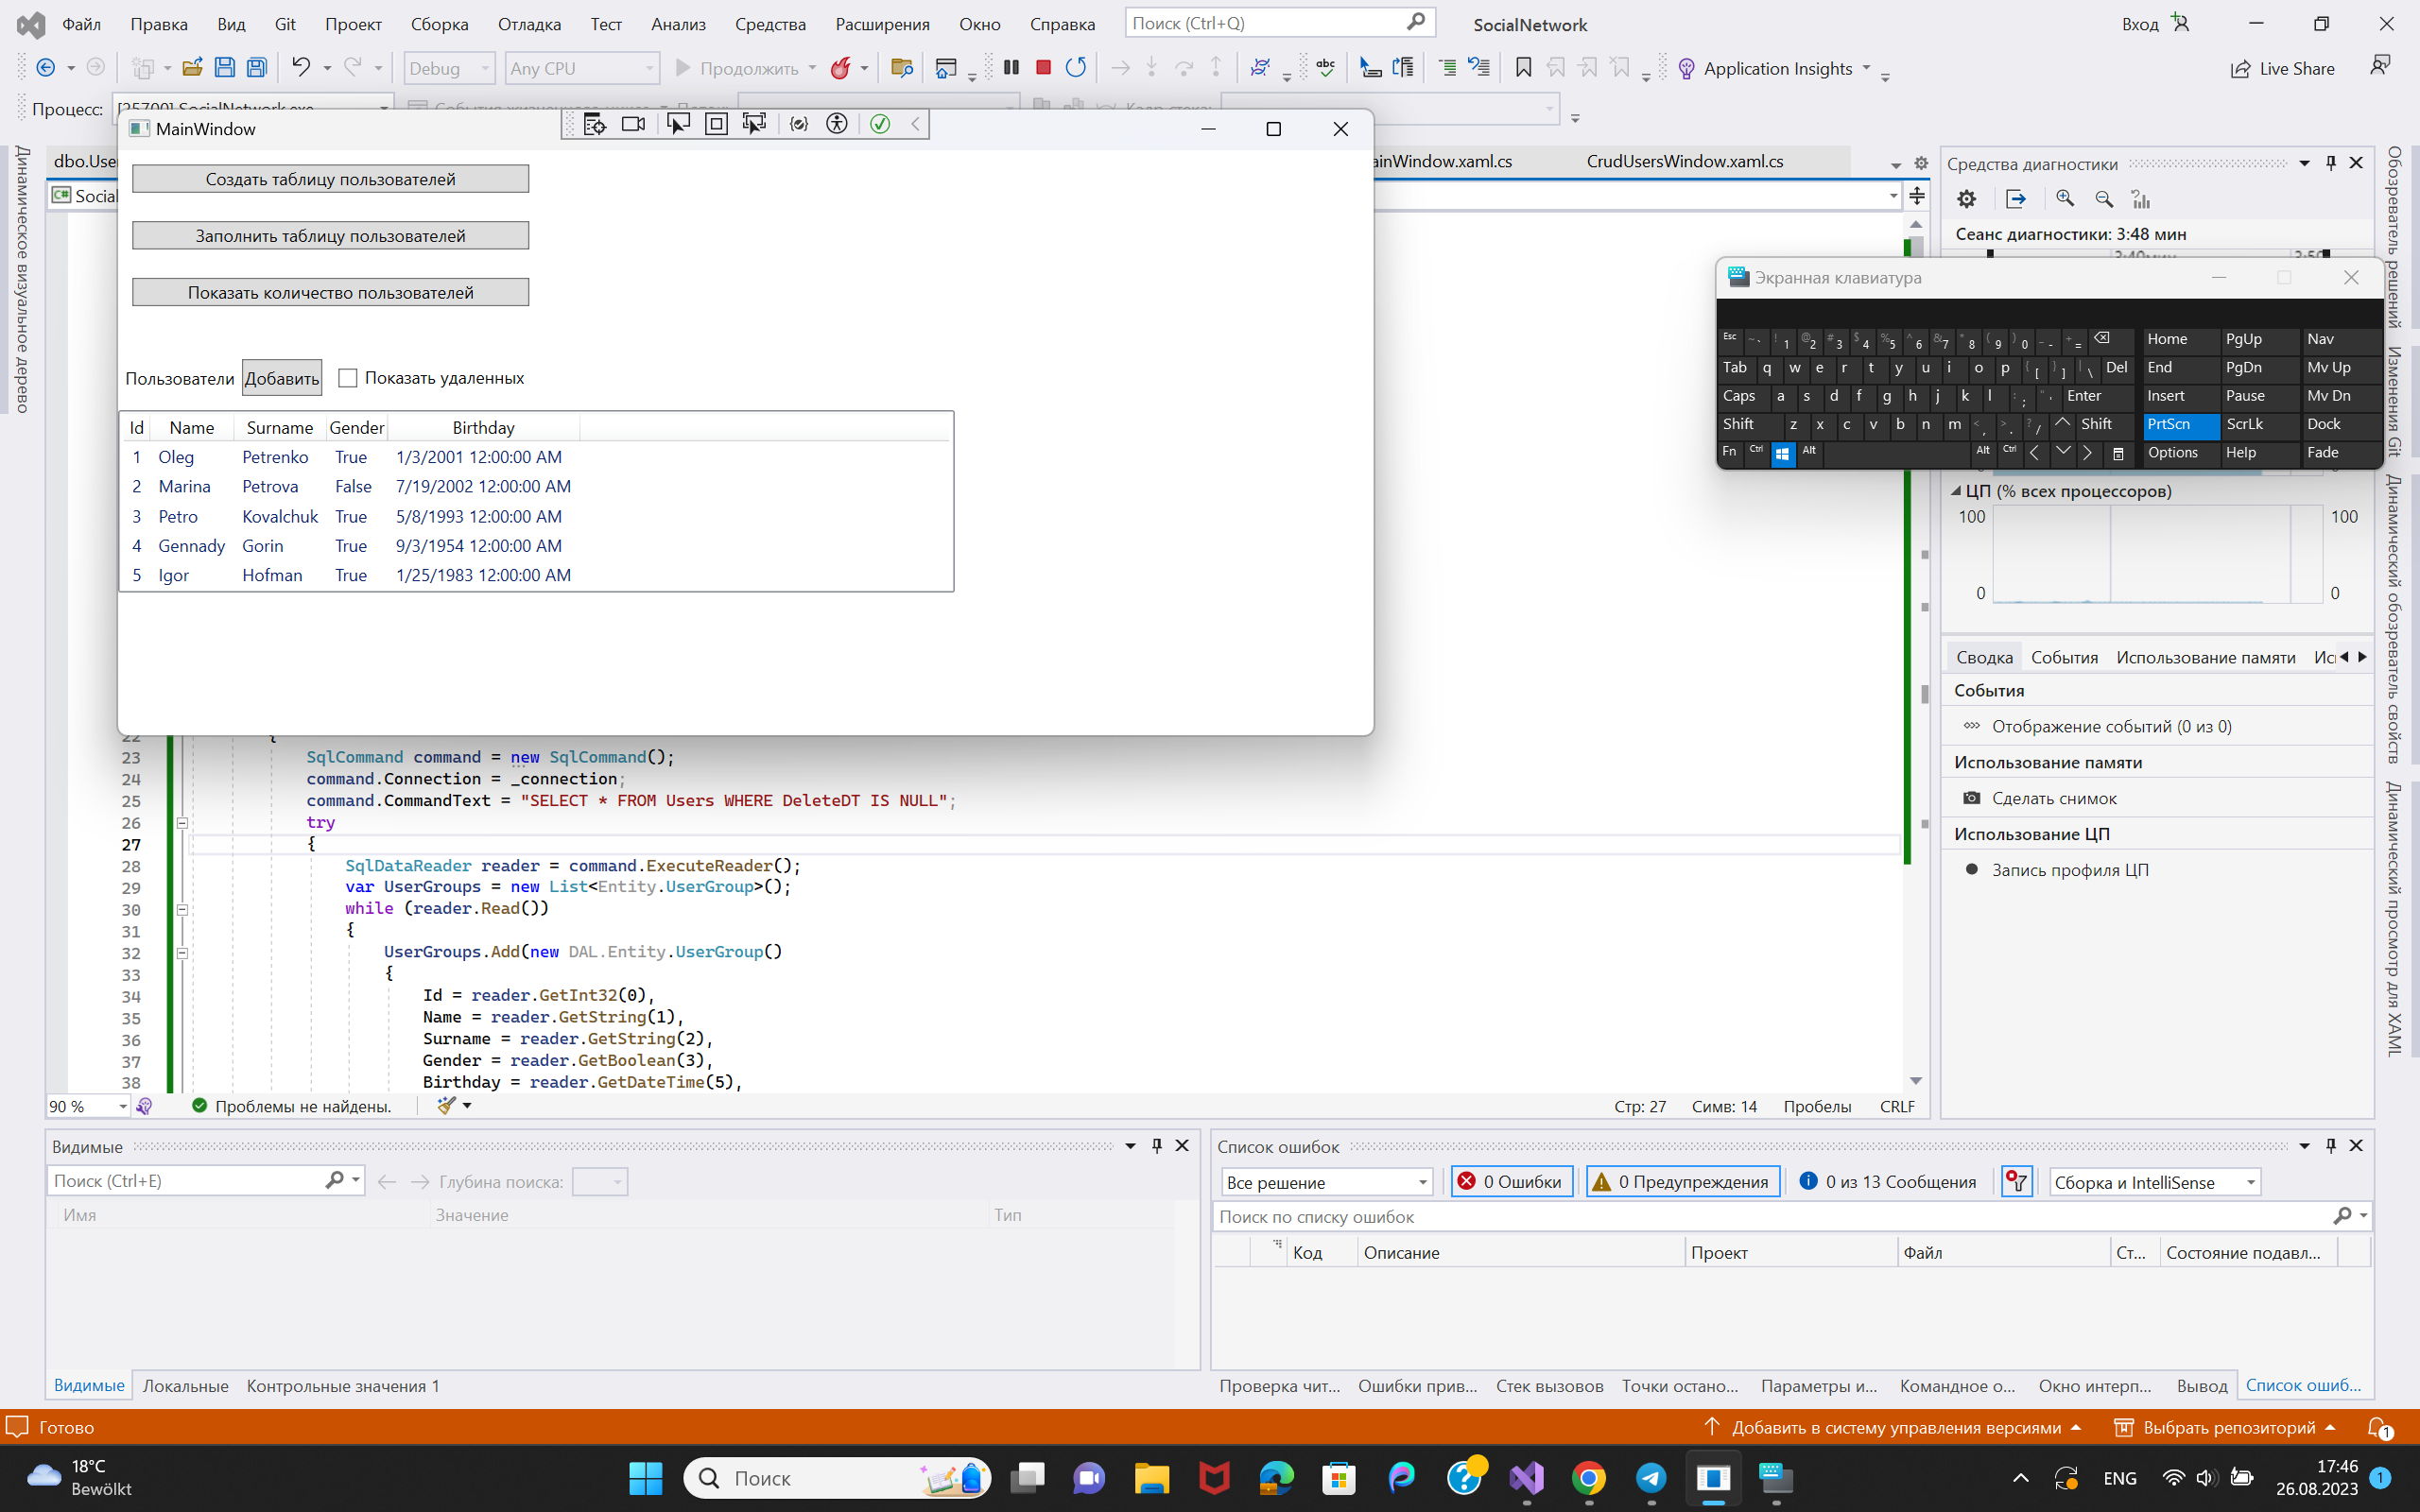 Файл Правка Вид Git Проект Сборка Отладка Тест Анализ Средства Расширения Окно Справка Поиск (Ctrl+Q) SocialNetwork Вход
Debug Any CPU Продолжить Application Insights Live Share
Процесс: [35700] SocialNetwork.exe
MainWindow
dbo.Use ainWindow.xaml.cs CrudUsersWindow.xaml.cs
Social
Создать таблицу пользователей
Заполнить таблицу пользователей
Показать количество пользователей
Пользователи Добавить Показать удаленных
Id Name Surname Gender Birthday
1 Oleg Petrenko True 1/3/2001 12:00:00 AM
2 Marina Petrova False 7/19/2002 12:00:00 AM
3 Petro Kovalchuk True 5/8/1993 12:00:00 AM
4 Gennady Gorin True 9/3/1954 12:00:00 AM
5 Igor Hofman True 1/25/1983 12:00:00 AM
22 {
23 SqlCommand command = new SqlCommand();
24 command.Connection = _connection;
25 command.CommandText = "SELECT * FROM Users WHERE DeleteDT IS NULL";
26 try
27 {
28 SqlDataReader reader = command.ExecuteReader();
29 var UserGroups = new List<Entity.UserGroup>();
30 while (reader.Read())
31 {
32 UserGroups.Add(new DAL.Entity.UserGroup()
33 {
34 Id = reader.GetInt32(0),
35 Name = reader.GetString(1),
36 Surname = reader.GetString(2),
37 Gender = reader.GetBoolean(3),
38 Birthday = reader.GetDateTime(5),
90 % Проблемы не найдены. Стр: 27 Симв: 14 Пробелы CRLF
Динамическое визуальное дерево
Средства диагностики
Сеанс диагностики: 3:48 мин
Экранная клавиатура
Esc ~ ` ! 1 @ 2 # 3 $ 4 % 5 ^ 6 & 7 * 8 ( 9 ) 0 _ - + = Home PgUp Nav
Tab q w e r t y u i o p { [ } ] | \ Del End PgDn Mv Up
Caps a s d f g h j k l : ; " ' Enter Insert Pause Mv Dn
Shift z x c v b n m < , > . ? / Shift PrtScn ScrLk Dock
Fn Ctrl Alt Alt Ctrl Options Help Fade
ЦП (% всех процессоров)
100 100
0 0
Сводка События Использование памяти Ис
События
Отображение событий (0 из 0)
Использование памяти
Сделать снимок
Использование ЦП
Запись профиля ЦП
Обозреватель решений
Изменения Git
Динамический обозреватель свойств
Динамический просмотр для XAML
Видимые
Поиск (Ctrl+E) Глубина поиска:
Имя Значение Тип
Видимые Локальные Контрольные значения 1
Список ошибок
Все решение 0 Ошибки 0 Предупреждения 0 из 13 Сообщения Сборка и IntelliSense
Поиск по списку ошибок
Код Описание Проект Файл Ст... Состояние подавл...
Проверка чит... Ошибки прив... Стек вызовов Точки остано... Параметры и... Командное о... Окно интерп... Вывод Список ошиб...
Готово Добавить в систему управления версиями Выбрать репозиторий 1
18°C
Bewölkt
Поиск
ENG
17:46
26.08.2023
1